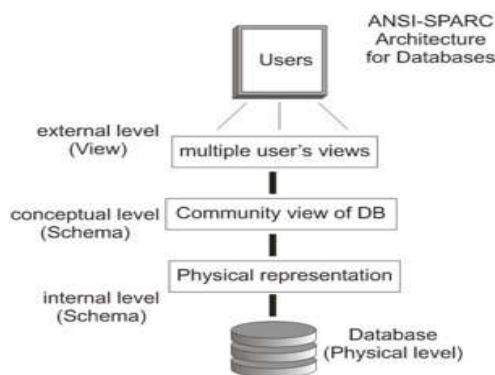 ANSI-SPARC
Architecture
for Databases
Users
external level
(View)
multiple user's views
conceptual level
(Schema)
Community view of DB
Physical representation
internal level
(Schema)
Database
(Physical level)